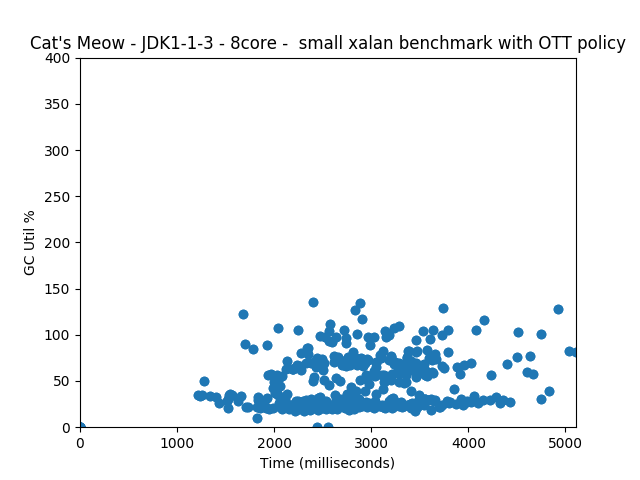 Cat's Meow - JDK1-1-3 - 8core -  small xalan benchmark with OTT policy
400
350
300
250
200
150
100
50
0
GC Util %
0 1000 2000 3000 4000 5000
Time (milliseconds)